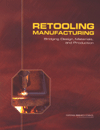 RETOOLING
MANUFACTURING
Bridging Design, Materials,
and Production